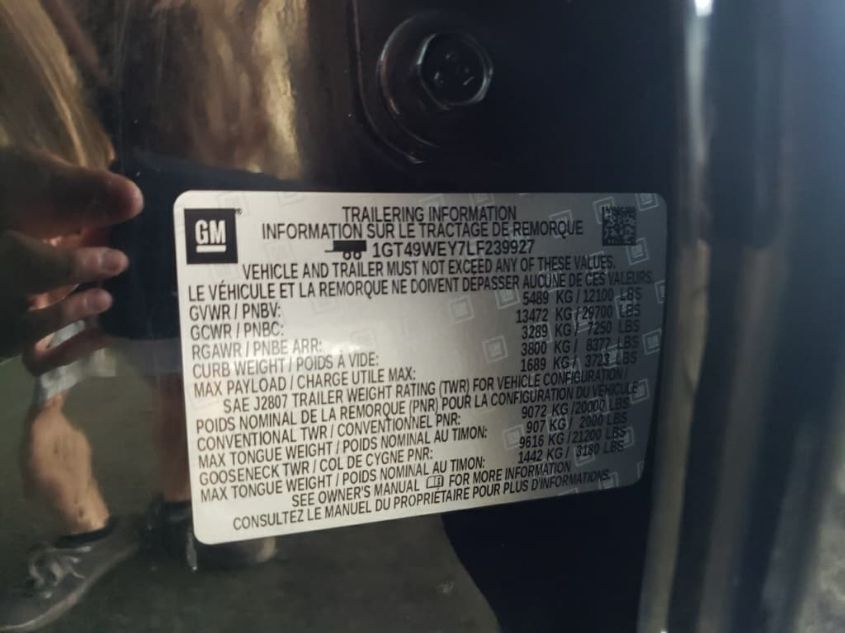 GM
TRAILERING INFORMATION
INFORMATION SUR LE TRACTAGE DE REMORQUE
1GT49WEY7LF239927
VEHICLE AND TRAILER MUST NOT EXCEED ANY OF THESE VALUES.
LE VÉHICULE ET LA REMORQUE NE DOIVENT DÉPASSER AUCUNE DE CES VALEURS.
GVWR / PNBV: 5489 KG / 12100 LBS
GCWR / PNBC: 13472 KG / 29700 LBS
RGAWR / PNBE ARR: 3289 KG / 7250 LBS
CURB WEIGHT / POIDS À VIDE: 3800 KG / 8377 LBS
MAX PAYLOAD / CHARGE UTILE MAX: 1689 KG / 3723 LBS
SAE J2807 TRAILER WEIGHT RATING (TWR) FOR VEHICLE CONFIGURATION /
POIDS NOMINAL DE LA REMORQUE (PNR) POUR LA CONFIGURATION DU VÉHICULE
CONVENTIONAL TWR / CONVENTIONNEL PNR: 9072 KG / 20000 LBS
MAX TONGUE WEIGHT / POIDS NOMINAL AU TIMON: 907 KG / 2000 LBS
GOOSENECK TWR / COL DE CYGNE PNR: 9616 KG / 21200 LBS
MAX TONGUE WEIGHT / POIDS NOMINAL AU TIMON: 1442 KG / 3180 LBS
SEE OWNER'S MANUAL FOR MORE INFORMATION
CONSULTEZ LE MANUEL DU PROPRIÉTAIRE POUR PLUS D'INFORMATIONS.